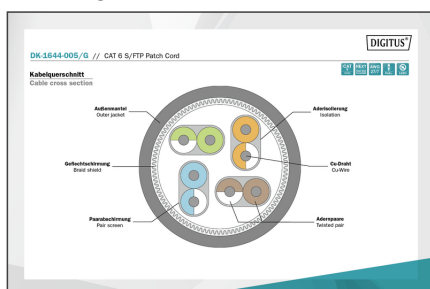 DIGITUS®
DK-1644-005/G // CAT 6 S/FTP Patch Cord
Kabelquerschnitt
Cable cross section
Außenmantel
Outer jacket
Aderisolierung
Isolation
Geflechtschirmung
Braid shield
Cu-Draht
Cu-Wire
Paarabschirmung
Pair screen
Adernpaare
Twisted pair